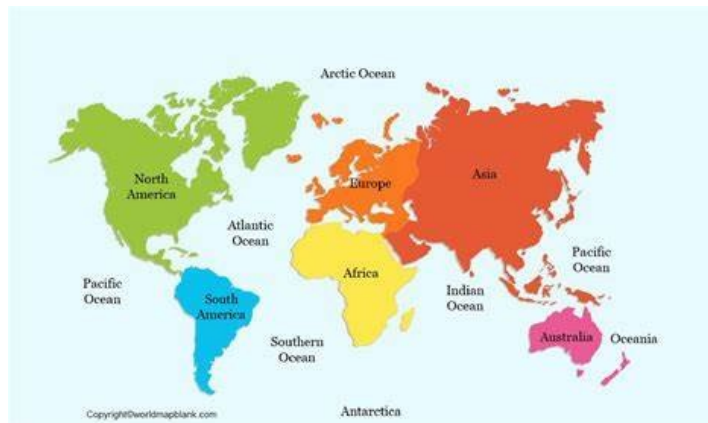 Arctic Ocean
North
America
Europe
Asia
Atlantic
Ocean
Pacific
Ocean
Africa
Indian
Ocean
Pacific
Ocean
South
America
Southern
Ocean
Australia
Oceania
Antarctica
Copyright©worldmapblank.com